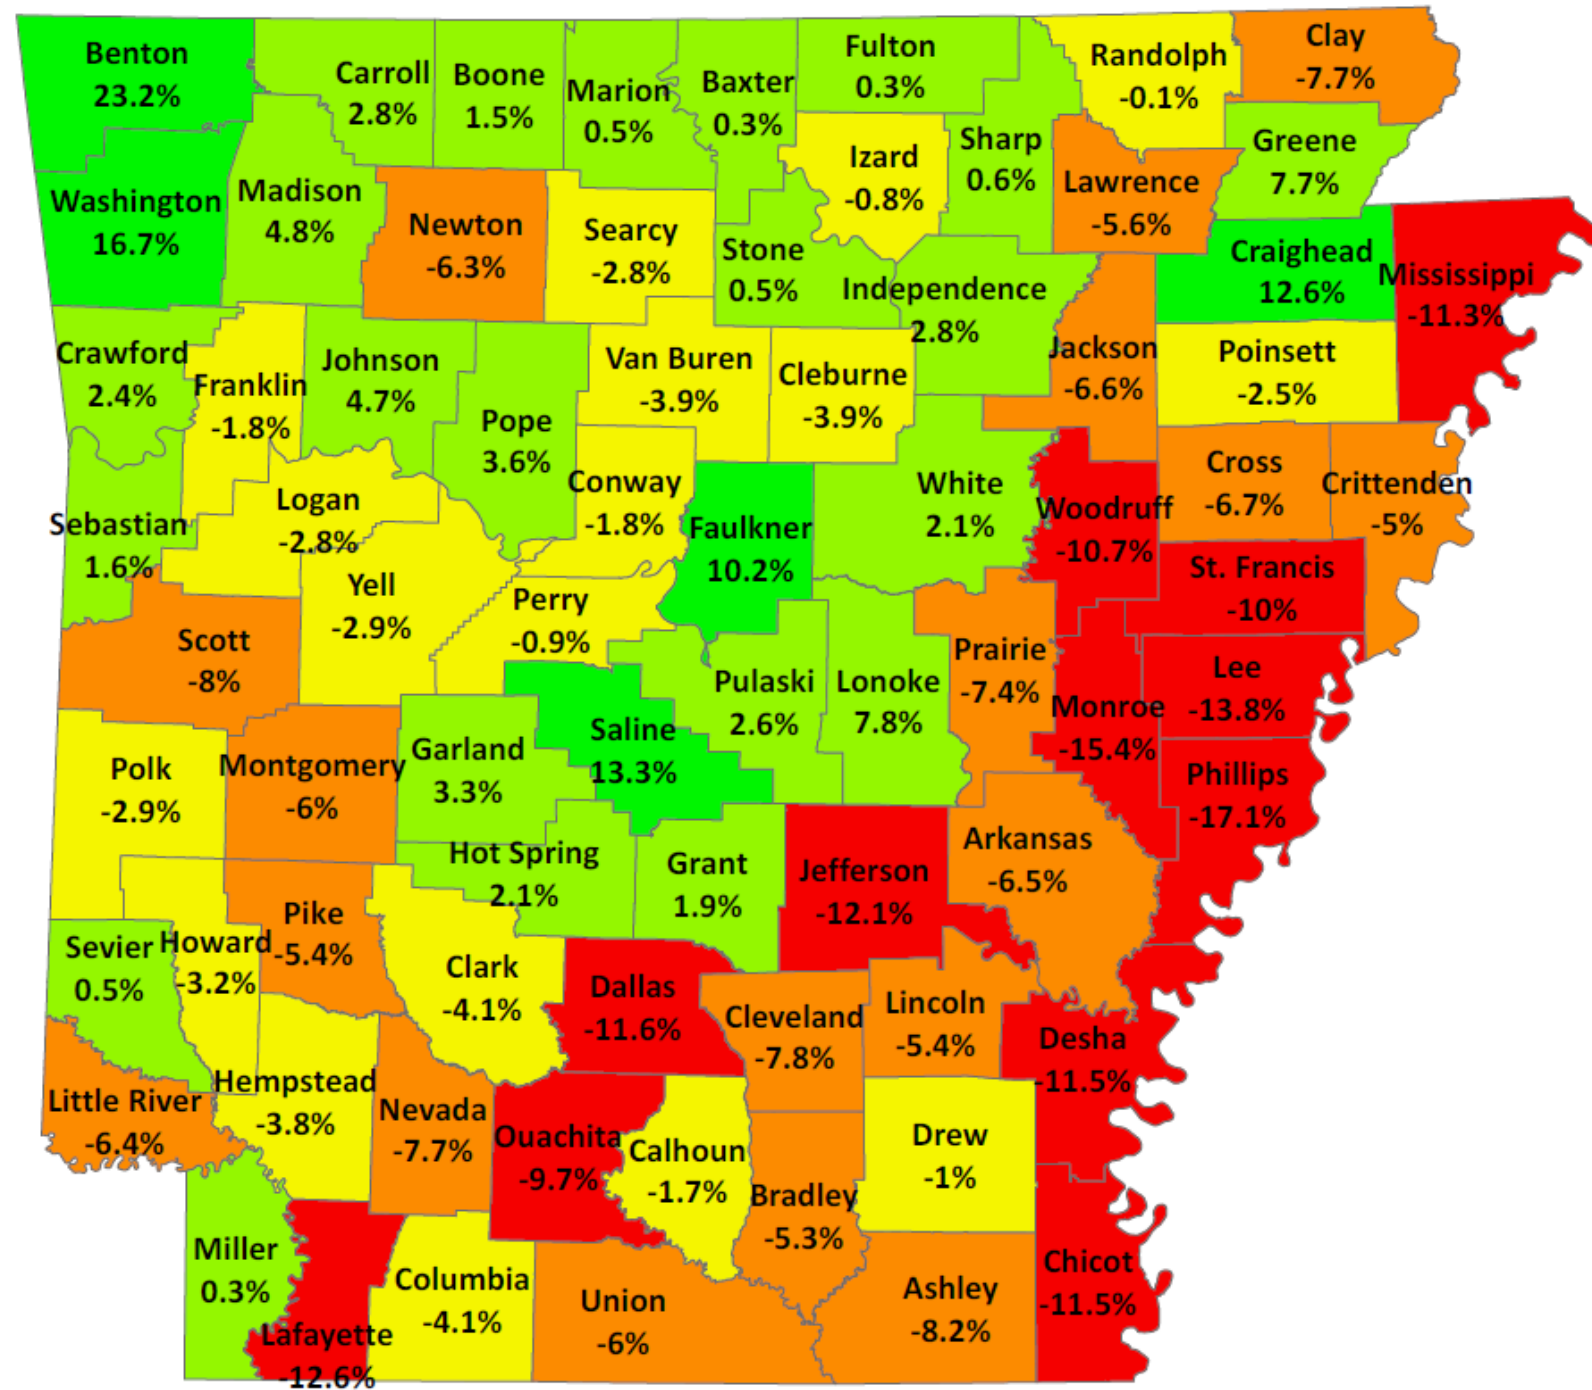 Benton
23.2%
Carroll
2.8%
Boone
1.5%
Marion
0.5%
Baxter
0.3%
Fulton
0.3%
Randolph
-0.1%
Clay
-7.7%
Washington
16.7%
Madison
4.8%
Newton
-6.3%
Searcy
-2.8%
Stone
0.5%
Izard
-0.8%
Sharp
0.6%
Lawrence
-5.6%
Greene
7.7%
Independence
2.8%
Craighead
12.6%
Mississippi
-11.3%
Crawford
2.4%
Franklin
-1.8%
Johnson
4.7%
Pope
3.6%
Van Buren
-3.9%
Cleburne
-3.9%
Jackson
-6.6%
Poinsett
-2.5%
Sebastian
1.6%
Logan
-2.8%
Conway
-1.8%
Faulkner
10.2%
White
2.1%
Woodruff
-10.7%
Cross
-6.7%
Crittenden
-5%
Scott
-8%
Yell
-2.9%
Perry
-0.9%
Pulaski
2.6%
Lonoke
7.8%
Prairie
-7.4%
St. Francis
-10%
Monroe
-15.4%
Lee
-13.8%
Polk
-2.9%
Montgomery
-6%
Garland
3.3%
Saline
13.3%
Phillips
-17.1%
Hot Spring
2.1%
Grant
1.9%
Jefferson
-12.1%
Arkansas
-6.5%
Sevier
0.5%
Howard
-3.2%
Pike
-5.4%
Clark
-4.1%
Dallas
-11.6%
Cleveland
-7.8%
Lincoln
-5.4%
Desha
-11.5%
Little River
-6.4%
Hempstead
-3.8%
Nevada
-7.7%
Ouachita
-9.7%
Calhoun
-1.7%
Bradley
-5.3%
Drew
-1%
Miller
0.3%
Lafayette
-12.6%
Columbia
-4.1%
Union
-6%
Ashley
-8.2%
Chicot
-11.5%